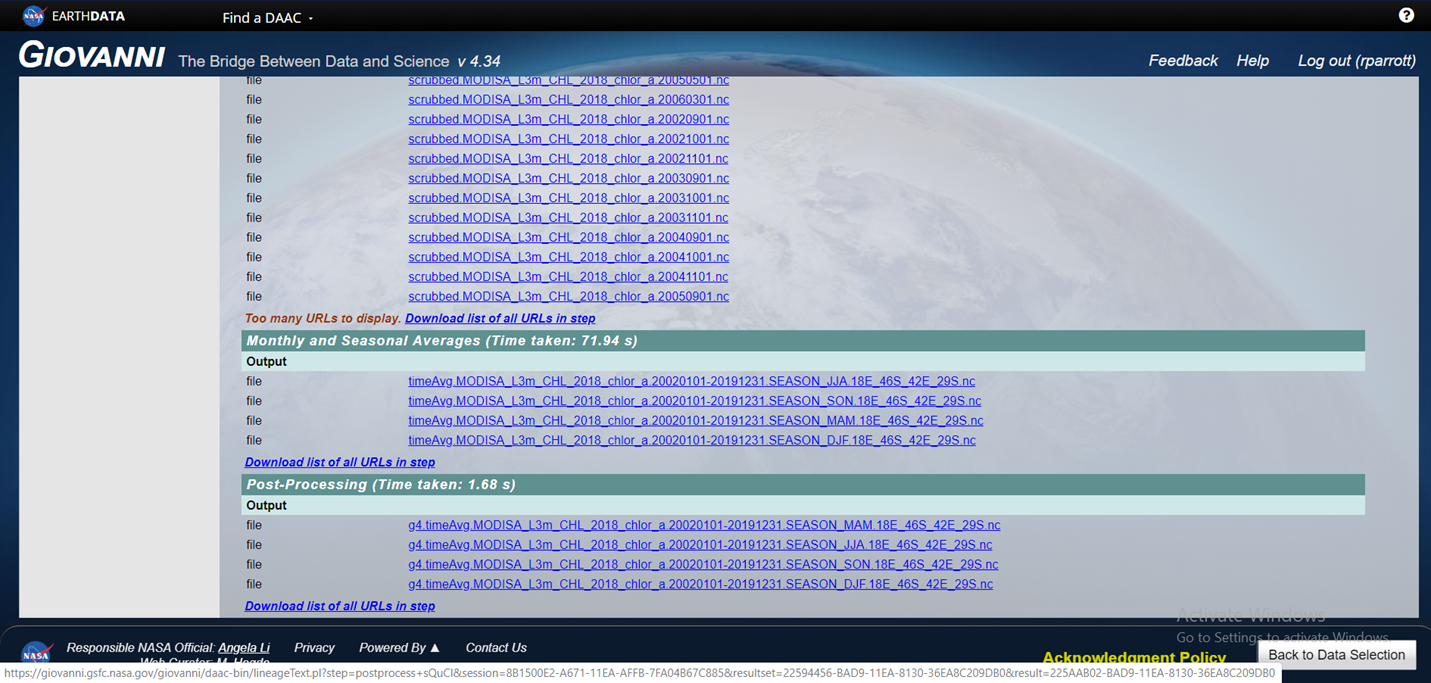 NASA EARTHDATA Find a DAAC
GIOVANNI The Bridge Between Data and Science v 4.34 Feedback Help Log out (rparrott)
file scrubbed.MODISA_L3m_CHL_2018_chlor_a.20050501.nc
file scrubbed.MODISA_L3m_CHL_2018_chlor_a.20060301.nc
file scrubbed.MODISA_L3m_CHL_2018_chlor_a.20020901.nc
file scrubbed.MODISA_L3m_CHL_2018_chlor_a.20021001.nc
file scrubbed.MODISA_L3m_CHL_2018_chlor_a.20021101.nc
file scrubbed.MODISA_L3m_CHL_2018_chlor_a.20030901.nc
file scrubbed.MODISA_L3m_CHL_2018_chlor_a.20031001.nc
file scrubbed.MODISA_L3m_CHL_2018_chlor_a.20031101.nc
file scrubbed.MODISA_L3m_CHL_2018_chlor_a.20040901.nc
file scrubbed.MODISA_L3m_CHL_2018_chlor_a.20041001.nc
file scrubbed.MODISA_L3m_CHL_2018_chlor_a.20041101.nc
file scrubbed.MODISA_L3m_CHL_2018_chlor_a.20050901.nc
Too many URLs to display. Download list of all URLs in step
Monthly and Seasonal Averages (Time taken: 71.94 s)
Output
file timeAvg.MODISA_L3m_CHL_2018_chlor_a.20020101-20191231.SEASON_JJA.18E_46S_42E_29S.nc
file timeAvg.MODISA_L3m_CHL_2018_chlor_a.20020101-20191231.SEASON_SON.18E_46S_42E_29S.nc
file timeAvg.MODISA_L3m_CHL_2018_chlor_a.20020101-20191231.SEASON_MAM.18E_46S_42E_29S.nc
file timeAvg.MODISA_L3m_CHL_2018_chlor_a.20020101-20191231.SEASON_DJF.18E_46S_42E_29S.nc
Download list of all URLs in step
Post-Processing (Time taken: 1.68 s)
Output
file g4.timeAvg.MODISA_L3m_CHL_2018_chlor_a.20020101-20191231.SEASON_MAM.18E_46S_42E_29S.nc
file g4.timeAvg.MODISA_L3m_CHL_2018_chlor_a.20020101-20191231.SEASON_JJA.18E_46S_42E_29S.nc
file g4.timeAvg.MODISA_L3m_CHL_2018_chlor_a.20020101-20191231.SEASON_SON.18E_46S_42E_29S.nc
file g4.timeAvg.MODISA_L3m_CHL_2018_chlor_a.20020101-20191231.SEASON_DJF.18E_46S_42E_29S.nc
Download list of all URLs in step
Activate Windows
Go to Settings to activate Windows.
NASA Responsible NASA Official: Angela Li Privacy Powered By ▲ Contact Us
Web Curator: M. Hegde
Acknowledgment Policy Back to Data Selection
https://giovanni.gsfc.nasa.gov/giovanni/daac-bin/lineageText.pl?step=postprocess+sQuCl&session=8B1500E2-A671-11EA-AFFB-7FA04B67C885&resultset=22594456-BAD9-11EA-8130-36EA8C209DB0&result=225AAB02-BAD9-11EA-8130-36EA8C209DB0